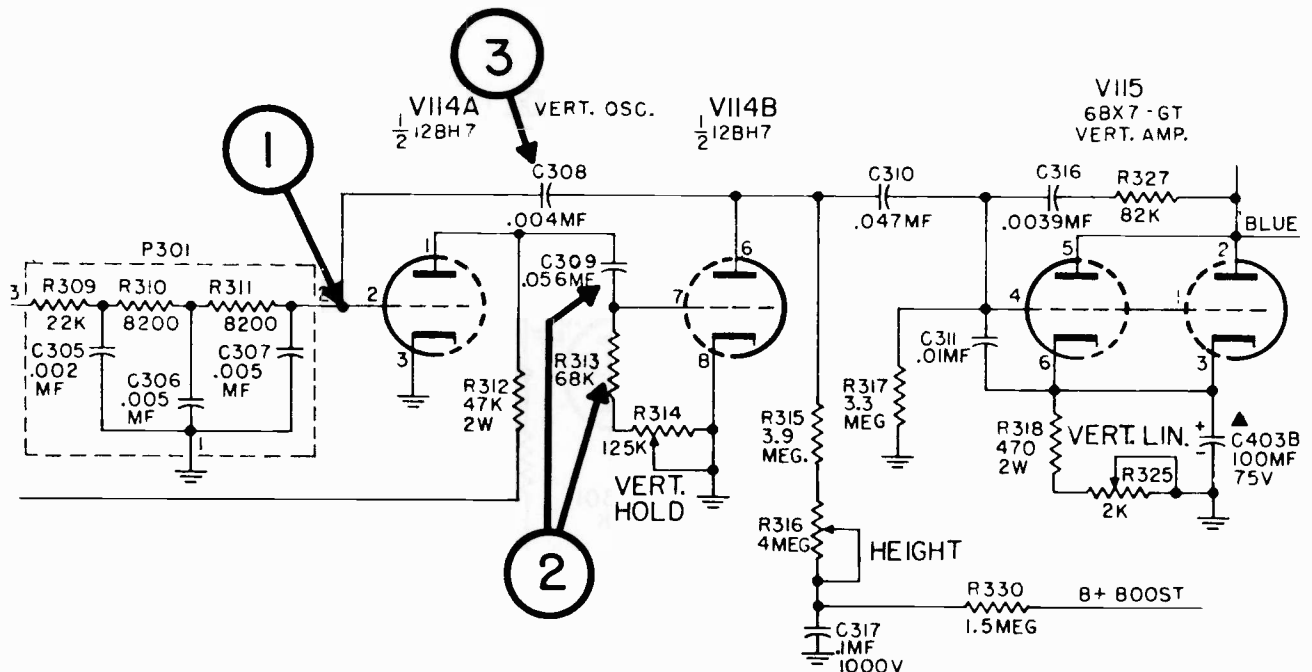 3
V114A
1/2 12BH7
VERT. OSC.
V114B
1/2 12BH7
V115
6BX7-GT
VERT. AMP.
1
C308
.004MF
C310
.047MF
C316
.0039MF
R327
82K
BLUE
P301
3
R309
22K
R310
8200
R311
8200
2
2
1
3
C309
.056MF
6
7
8
5
4
6
2
1
3
C305
.002
MF
C306
.005
MF
C307
.005
MF
1
R312
47K
2W
R313
68K
R314
125K
VERT.
HOLD
2
R315
3.9
MEG.
R316
4MEG
HEIGHT
R317
3.3
MEG
C311
.01MF
R318
470
2W
VERT. LIN.
R325
2K
+
-
C403B
100MF
75V
R330
1.5MEG
B+ BOOST
C317
.1MF
1000V